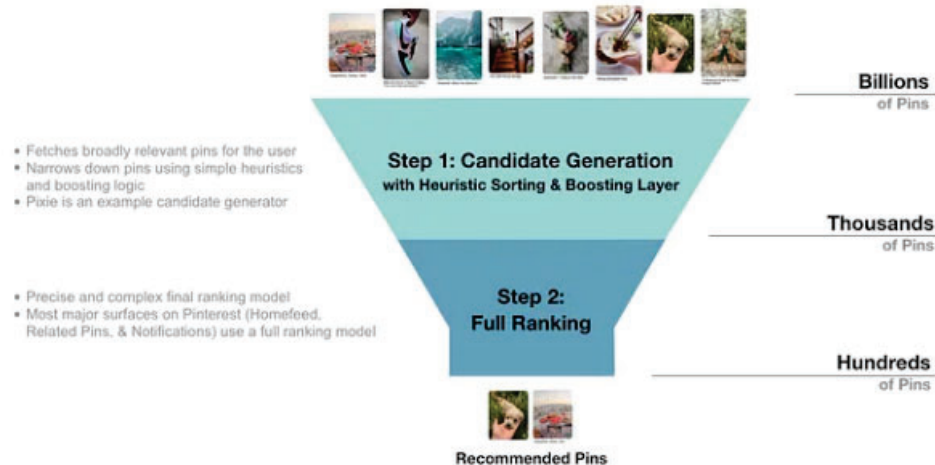 Billions
of Pins
Step 1: Candidate Generation
with Heuristic Sorting & Boosting Layer
• Fetches broadly relevant pins for the user
• Narrows down pins using simple heuristics
and boosting logic
• Pixie is an example candidate generator
Thousands
of Pins
Step 2:
Full Ranking
• Precise and complex final ranking model
• Most major surfaces on Pinterest (Homefeed,
Related Pins, & Notifications) use a full ranking model
Hundreds
of Pins
Recommended Pins